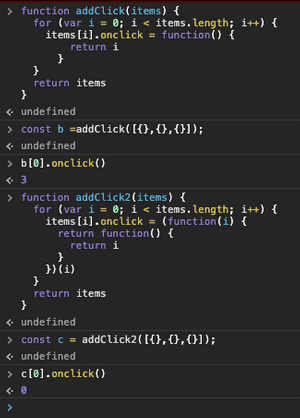 > function addClick(items) {
    for (var i = 0; i < items.length; i++) {
      items[i].onclick = function() {
          return i
        }
    }
    return items
  }
<· undefined
> const b =addClick([{},{},{}]);
<· undefined
> b[0].onclick()
<· 3
> function addClick2(items) {
    for (var i = 0; i < items.length; i++) {
      items[i].onclick = (function(i) {
        return function() {
          return i
        }
      })(i)
    }
    return items
  }
<· undefined
> const c = addClick2([{},{},{}]);
<· undefined
> c[0].onclick()
<· 0
>